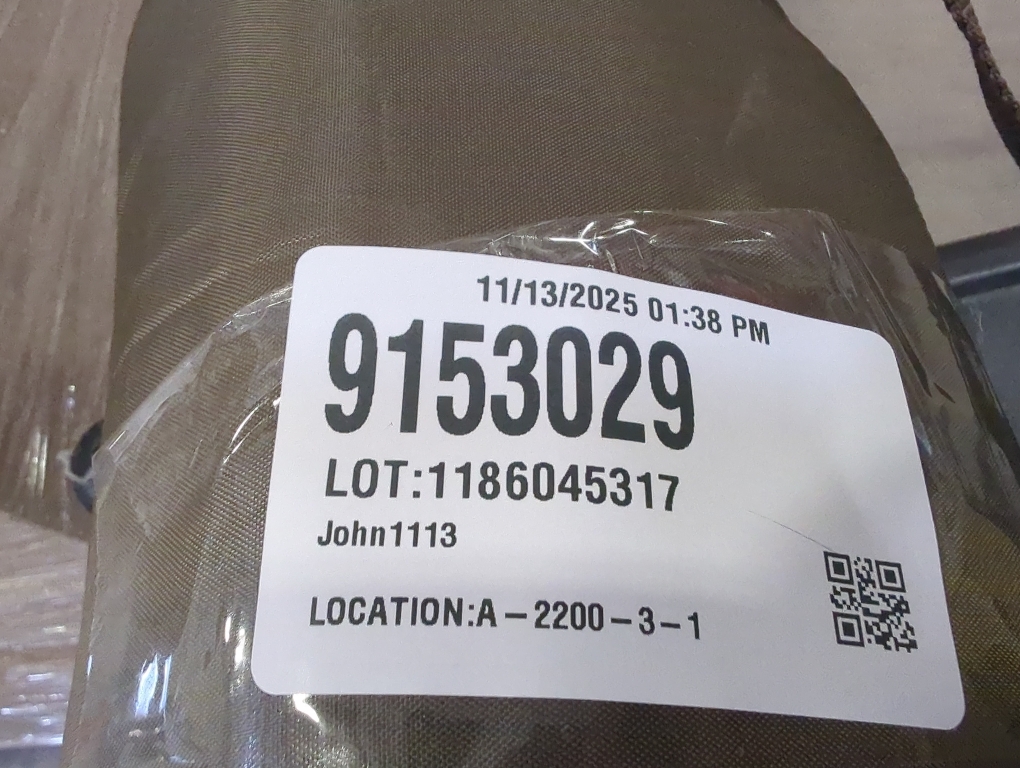 11/13/2025 01:38 PM
9153029
LOT:1186045317
John1113
LOCATION:A-2200-3-1